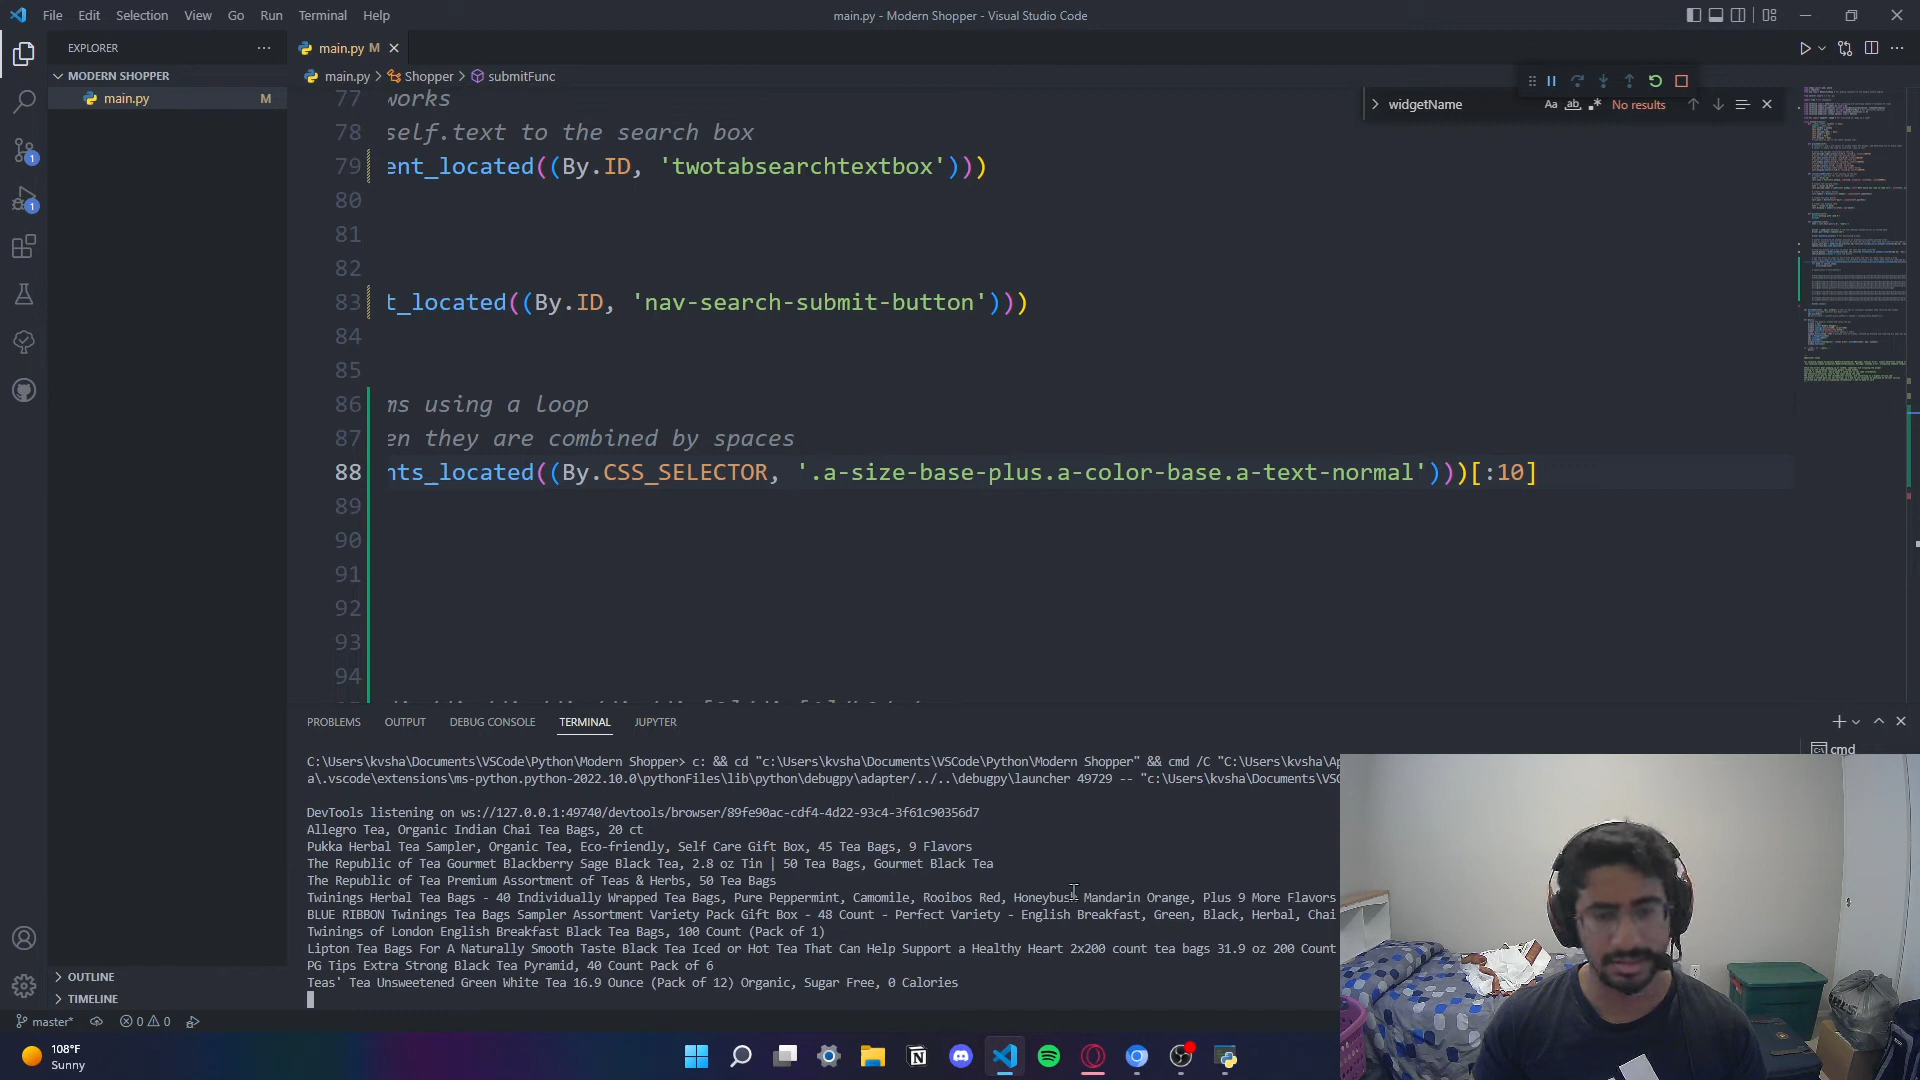 File Edit Selection View Go Run Terminal Help
main.py - Modern Shopper - Visual Studio Code
EXPLORER
MODERN SHOPPER
main.py M
main.py M
main.py > Shopper > submitFunc
widgetName
Aa ab No results
77 works
78 self.text to the search box
79 ent_located((By.ID, 'twotabsearchtextbox')))
80
81
82
83 t_located((By.ID, 'nav-search-submit-button')))
84
85
86 ms using a loop
87 en they are combined by spaces
88 nts_located((By.CSS_SELECTOR, '.a-size-base-plus.a-color-base.a-text-normal')))[:10]
89
90
91
92
93
94
PROBLEMS OUTPUT DEBUG CONSOLE TERMINAL JUPYTER
cmd
C:\Users\kvsha\Documents\VSCode\Python\Modern Shopper> c: && cd "c:\Users\kvsha\Documents\VSCode\Python\Modern Shopper" && cmd /C "C:\Users\kvsha\Ap
a\.vscode\extensions\ms-python.python-2022.10.0\pythonFiles\lib\python\debugpy\adapter/../..\debugpy\launcher 49729 -- "c:\Users\kvsha\Documents\VSC
DevTools listening on ws://127.0.0.1:49740/devtools/browser/89fe90ac-cdf4-4d22-93c4-3f61c90356d7
Allegro Tea, Organic Indian Chai Tea Bags, 20 ct
Pukka Herbal Tea Sampler, Organic Tea, Eco-friendly, Self Care Gift Box, 45 Tea Bags, 9 Flavors
The Republic of Tea Gourmet Blackberry Sage Black Tea, 2.8 oz Tin | 50 Tea Bags, Gourmet Black Tea
The Republic of Tea Premium Assortment of Teas & Herbs, 50 Tea Bags
Twinings Herbal Tea Bags - 40 Individually Wrapped Tea Bags, Pure Peppermint, Camomile, Rooibos Red, Honeybush Mandarin Orange, Plus 9 More Flavors
BLUE RIBBON Twinings Tea Bags Sampler Assortment Variety Pack Gift Box - 48 Count - Perfect Variety - English Breakfast, Green, Black, Herbal, Chai
Twinings of London English Breakfast Black Tea Bags, 100 Count (Pack of 1)
Lipton Tea Bags For A Naturally Smooth Taste Black Tea Iced or Hot Tea That Can Help Support a Healthy Heart 2x200 count tea bags 31.9 oz 200 Count
PG Tips Extra Strong Black Tea Pyramid, 40 Count Pack of 6
Teas' Tea Unsweetened Green White Tea 16.9 Ounce (Pack of 12) Organic, Sugar Free, 0 Calories
OUTLINE
TIMELINE
master* 0 0
108°F
Sunny